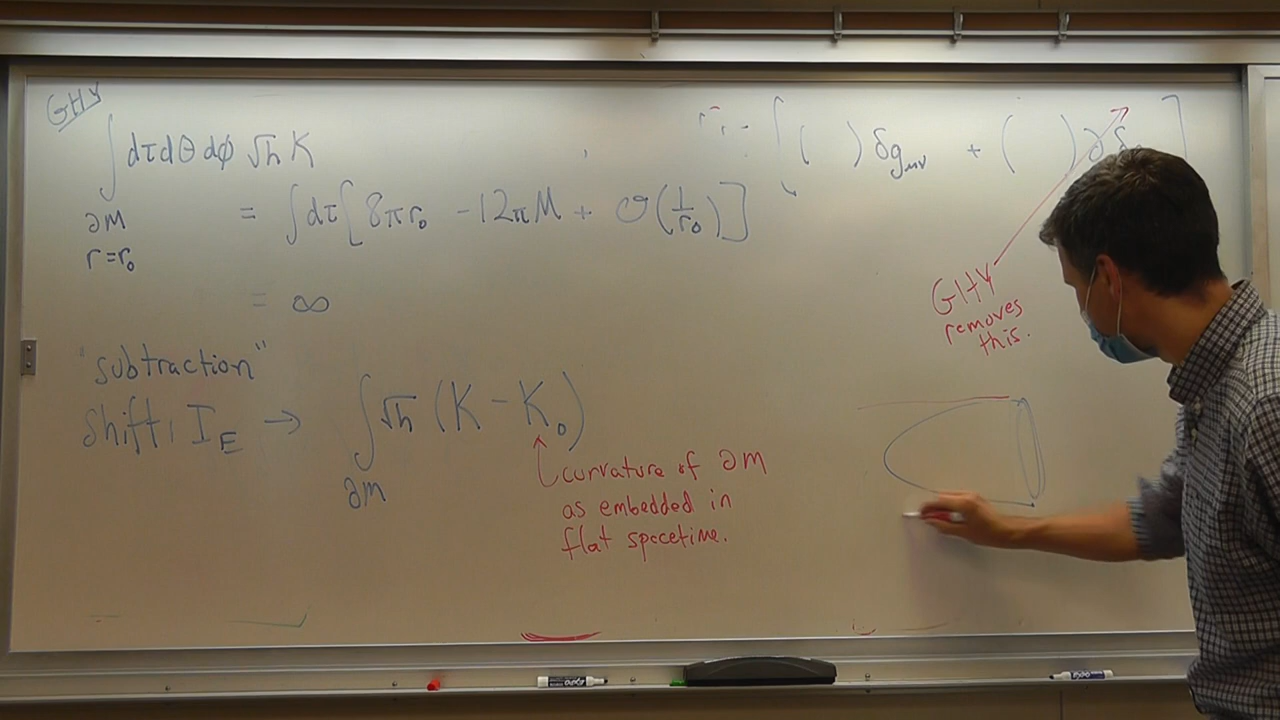 GHY
∫ dτ dθ dφ √h K
∂M
r=r₀
= ∫dτ [ 8πr₀ - 12πM + O(1/r₀) ]
= ∞
"subtraction"
shift: I_E → ∫ √h (K - K₀)
∂M
curvature of ∂M
as embedded in
flat spacetime.
[ ( ) δg_μν + ( ) ∂δ ]
GHY
removes
this.